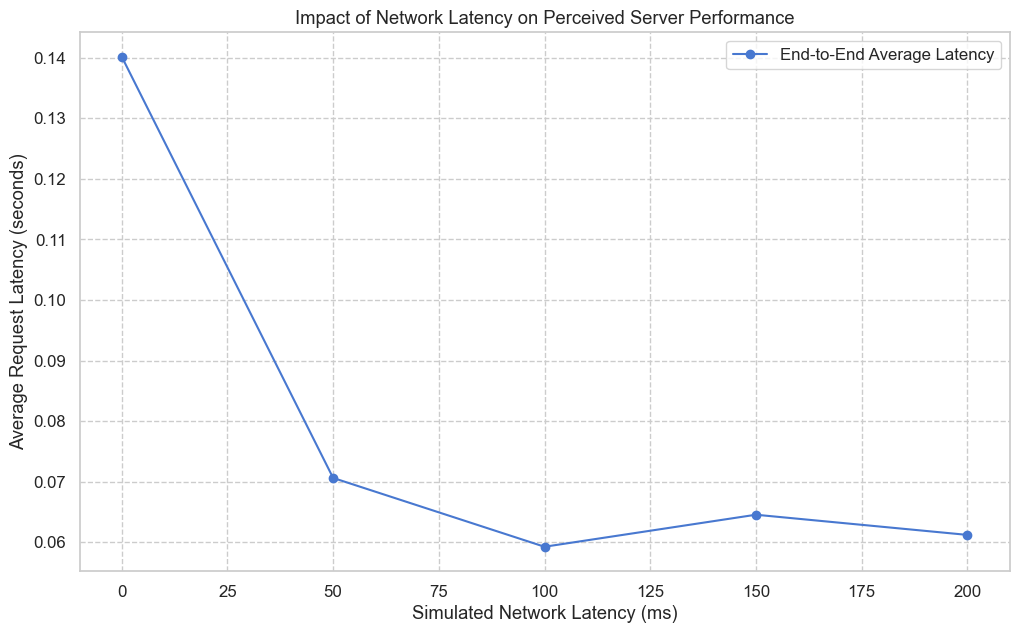 Impact of Network Latency on Perceived Server Performance
End-to-End Average Latency
Average Request Latency (seconds)
0.14
0.13
0.12
0.11
0.10
0.09
0.08
0.07
0.06
0 25 50 75 100 125 150 175 200
Simulated Network Latency (ms)